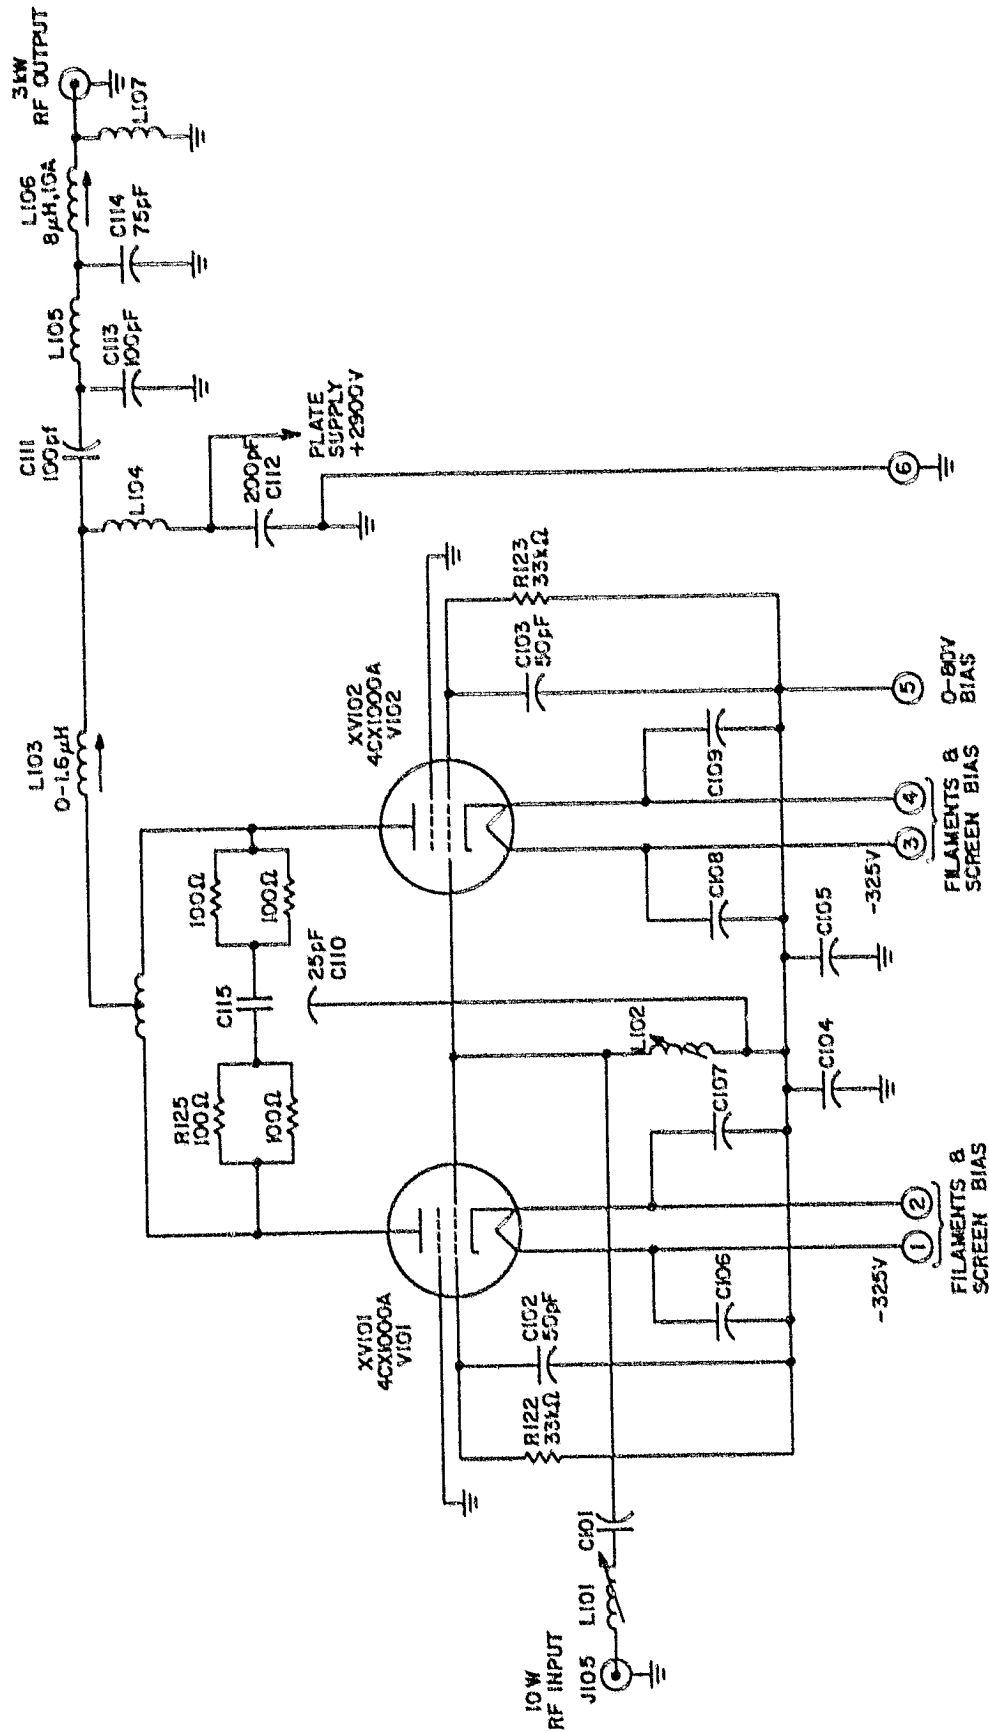 3kW
RF OUTPUT
L107
L106
8µH,10A
C114
75pF
L105
C113
100pF
C111
100pf
L104
PLATE
SUPPLY
+2900V
200pF
C112
6
L103
0-1.6µH
XV102
4CX1000A
V102
R123
33kΩ
C103
50pF
5
0-80V
BIAS
C109
4
3
FILAMENTS &
SCREEN BIAS
-325V
C108
C105
100Ω
100Ω
C115
25pF
C110
L102
R125
100Ω
100Ω
C104
C107
2
1
FILAMENTS &
SCREEN BIAS
-325V
C106
XV101
4CX1000A
V101
C102
50pF
R122
33kΩ
C101
L101
J105
10W
RF INPUT